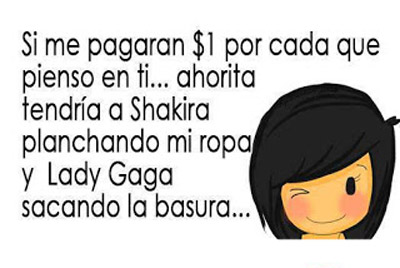 Si me pagaran $1 por cada que
pienso en ti... ahorita
tendría a Shakira
planchando mi ropa
y Lady Gaga
sacando la basura...